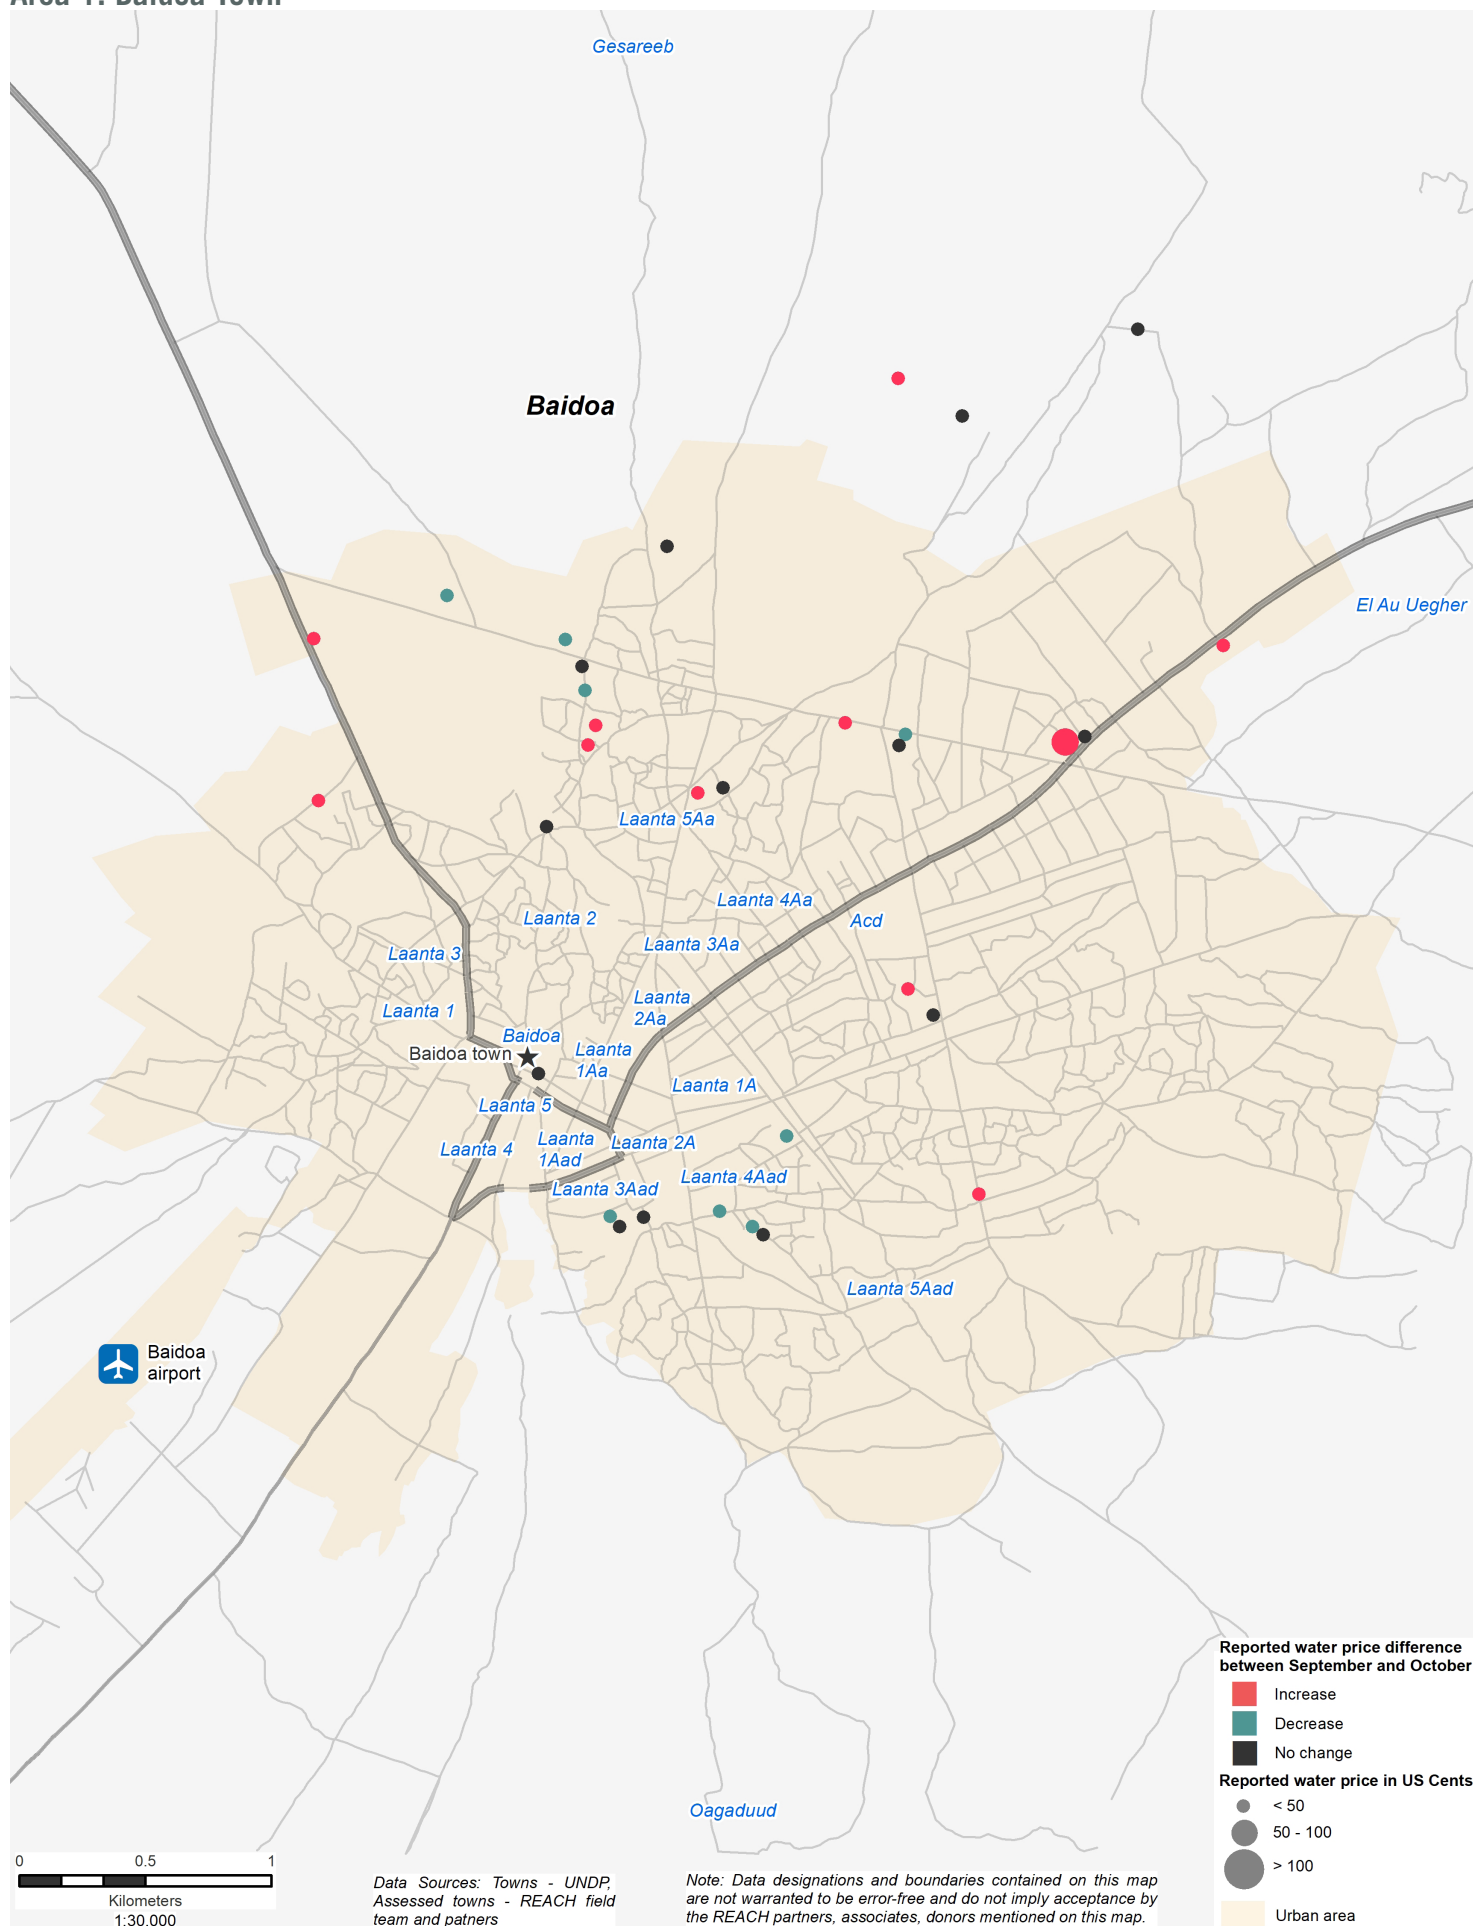 Area 1: Baidoa Town
Gesareeb
Baidoa
El Au Uegher
Laanta 5Aa
Laanta 4Aa
Laanta 2
Acd
Laanta 3Aa
Laanta 3
Laanta
2Aa
Laanta 1
Baidoa
Baidoa town
Laanta
1Aa
Laanta 1A
Laanta 5
Laanta 4
Laanta
1Aad
Laanta 2A
Laanta 4Aad
Laanta 3Aad
Laanta 5Aad
Baidoa
airport
Oagaduud
Reported water price difference
between September and October
Increase
Decrease
No change
Reported water price in US Cents
< 50
50 - 100
> 100
Urban area
0 0.5 1
Kilometers
1:30,000
Data Sources: Towns - UNDP,
Assessed towns - REACH field
team and patners
Note: Data designations and boundaries contained on this map
are not warranted to be error-free and do not imply acceptance by
the REACH partners, associates, donors mentioned on this map.